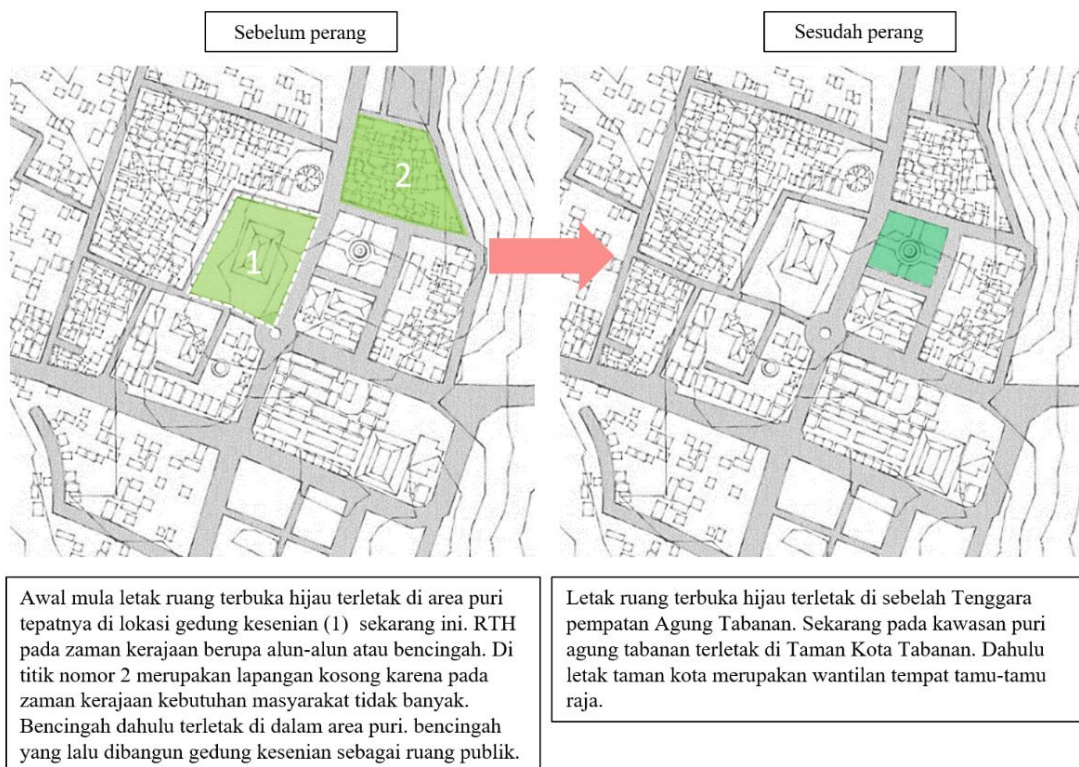 Sebelum perang
Sesudah perang
1
2
Awal mula letak ruang terbuka hijau terletak di area puri
tepatnya di lokasi gedung kesenian (1) sekarang ini. RTH
pada zaman kerajaan berupa alun-alun atau bencingah. Di
titik nomor 2 merupakan lapangan kosong karena pada
zaman kerajaan kebutuhan masyarakat tidak banyak.
Bencingah dahulu terletak di dalam area puri. bencingah
yang lalu dibangun gedung kesenian sebagai ruang publik.
Letak ruang terbuka hijau terletak di sebelah Tenggara
pempatan Agung Tabanan. Sekarang pada kawasan puri
agung tabanan terletak di Taman Kota Tabanan. Dahulu
letak taman kota merupakan wantilan tempat tamu-tamu
raja.